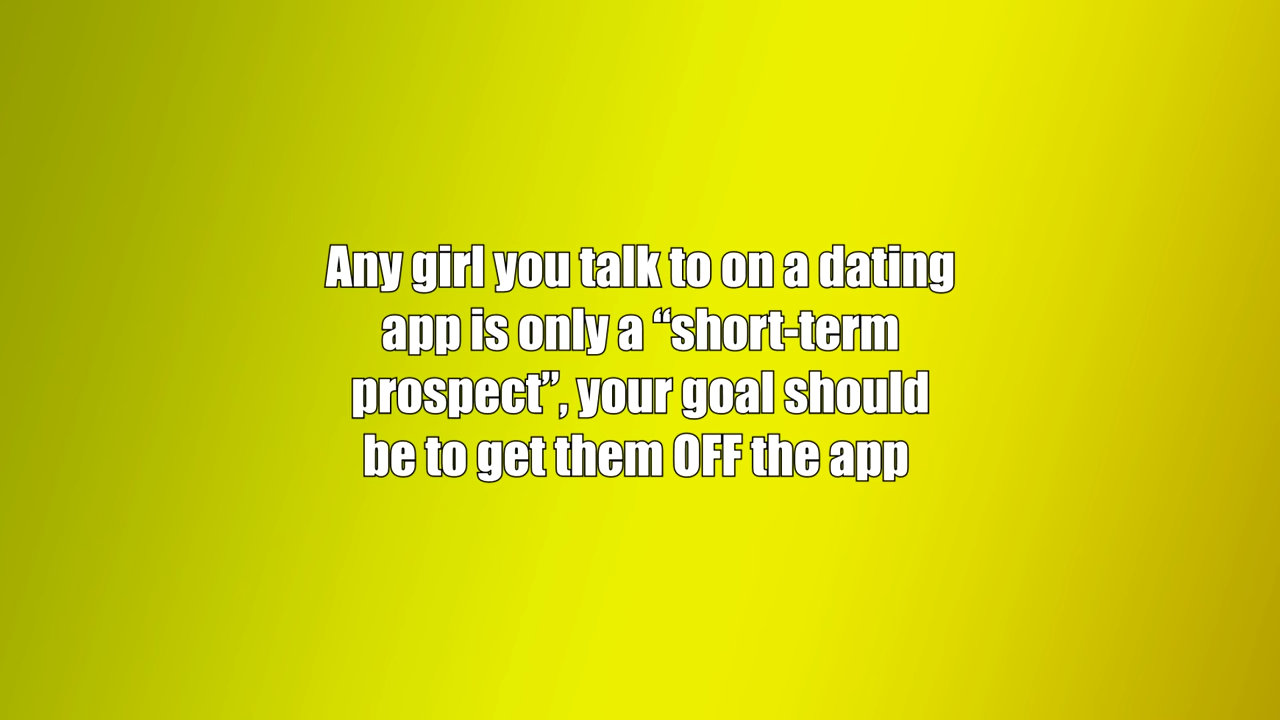 Any girl you talk to on a dating
app is only a “short-term
prospect”, your goal should
be to get them OFF the app